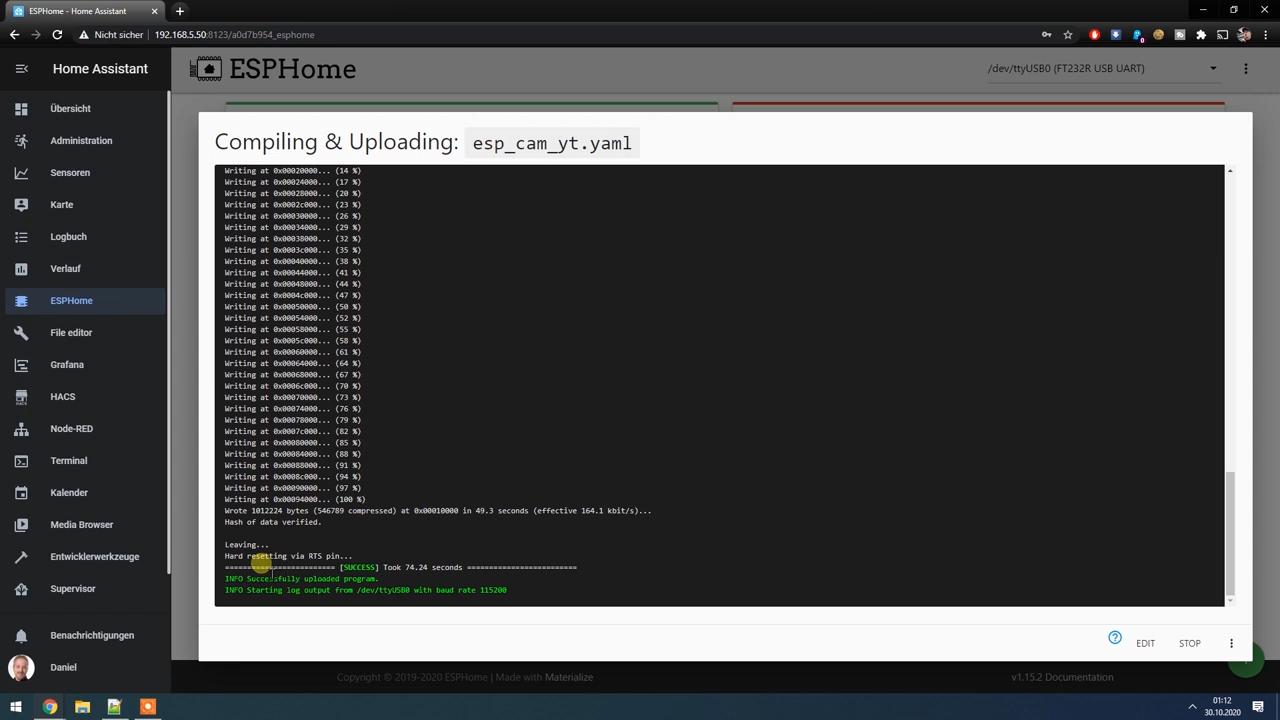 ESPHome - Home Assistant
Nicht sicher
192.168.5.50:8123/a0d7b954_esphome
Home Assistant
ESPHome
/dev/ttyUSB0 (FT232R USB UART)
Übersicht
Administration
Sensoren
Karte
Logbuch
Verlauf
ESPHome
File editor
Grafana
HACS
HACS
Node-RED
Terminal
Kalender
Media Browser
Entwicklerwerkzeuge
Supervisor
Benachrichtigungen
Daniel
Compiling & Uploading: esp_cam_yt.yaml
Writing at 0x00020000... (14 %)
Writing at 0x00024000... (17 %)
Writing at 0x00028000... (20 %)
Writing at 0x0002c000... (23 %)
Writing at 0x00030000... (26 %)
Writing at 0x00034000... (29 %)
Writing at 0x00038000... (32 %)
Writing at 0x0003c000... (35 %)
Writing at 0x00040000... (38 %)
Writing at 0x00044000... (41 %)
Writing at 0x00048000... (44 %)
Writing at 0x0004c000... (47 %)
Writing at 0x00050000... (50 %)
Writing at 0x00054000... (52 %)
Writing at 0x00058000... (55 %)
Writing at 0x0005c000... (58 %)
Writing at 0x00060000... (61 %)
Writing at 0x00064000... (64 %)
Writing at 0x00068000... (67 %)
Writing at 0x0006c000... (70 %)
Writing at 0x00070000... (73 %)
Writing at 0x00074000... (76 %)
Writing at 0x00078000... (79 %)
Writing at 0x0007c000... (82 %)
Writing at 0x00080000... (85 %)
Writing at 0x00084000... (88 %)
Writing at 0x00088000... (91 %)
Writing at 0x0008c000... (94 %)
Writing at 0x00090000... (97 %)
Writing at 0x00094000... (100 %)
Wrote 1012224 bytes (546789 compressed) at 0x00010000 in 49.3 seconds (effective 164.1 kbit/s)...
Hash of data verified.
Leaving...
Hard resetting via RTS pin...
========================= [SUCCESS] Took 74.24 seconds =========================
INFO Successfully uploaded program.
INFO Starting log output from /dev/ttyUSB0 with baud rate 115200
EDIT
STOP
Copyright © 2019-2020 ESPHome | Made with Materialize
v1.15.2 Documentation
01:12
30.10.2020